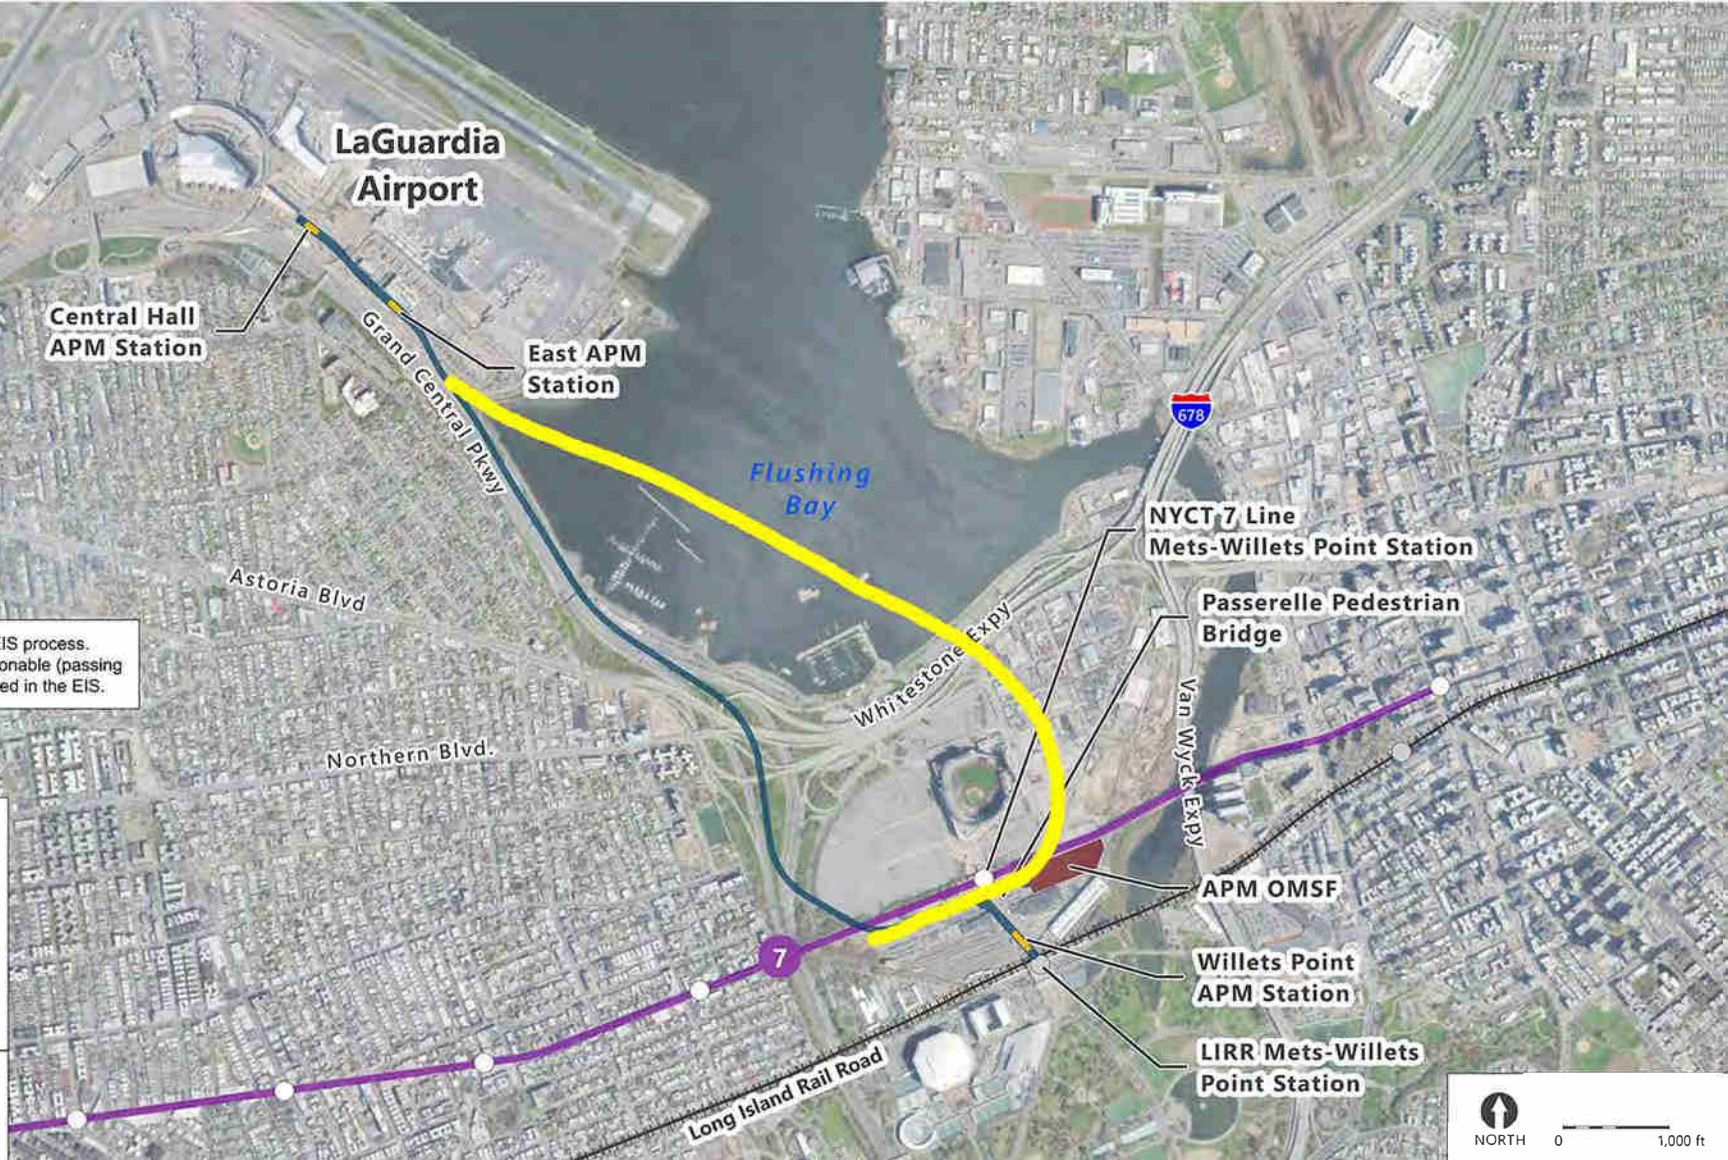 LaGuardia
Airport
Central Hall
APM Station
East APM
Station
Grand Central Pkwy
Flushing
Bay
678
NYCT 7 Line
Mets-Willets Point Station
Astoria Blvd
Passerelle Pedestrian
Bridge
Whitestone Expy
EIS process.
onable (passing
ed in the EIS.
Northern Blvd.
Van Wyck Expy
APM OMSF
7
Willets Point
APM Station
LIRR Mets-Willets
Point Station
Long Island Rail Road
NORTH
0 1,000 ft